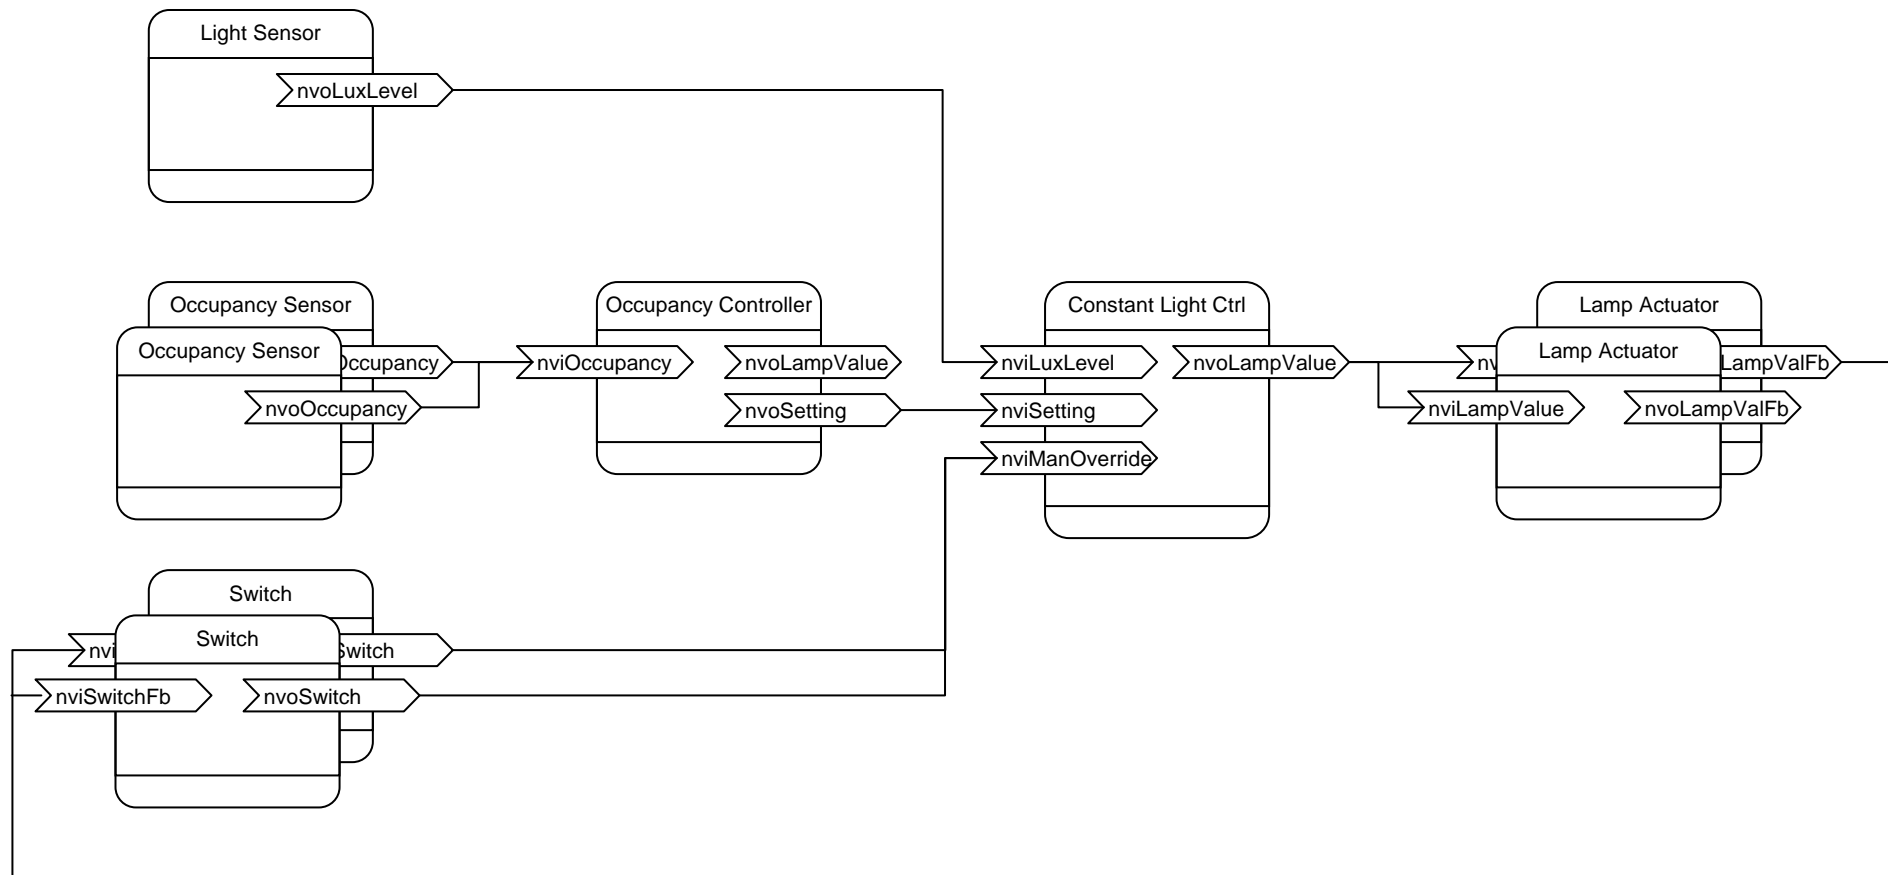 Light Sensor
nvoLuxLevel
Occupancy Sensor
Occupancy Controller
Constant Light Ctrl
Lamp Actuator
Occupancy Sensor
Lamp Actuator
Occupancy
nviOccupancy
nvoLampValue
nviLuxLevel
nvoLampValue
nv
LampValFb
nvoOccupancy
nvoSetting
nviSetting
nviLampValue
nvoLampValFb
nviManOverride
Switch
Switch
nvi
Switch
nviSwitchFb
nvoSwitch